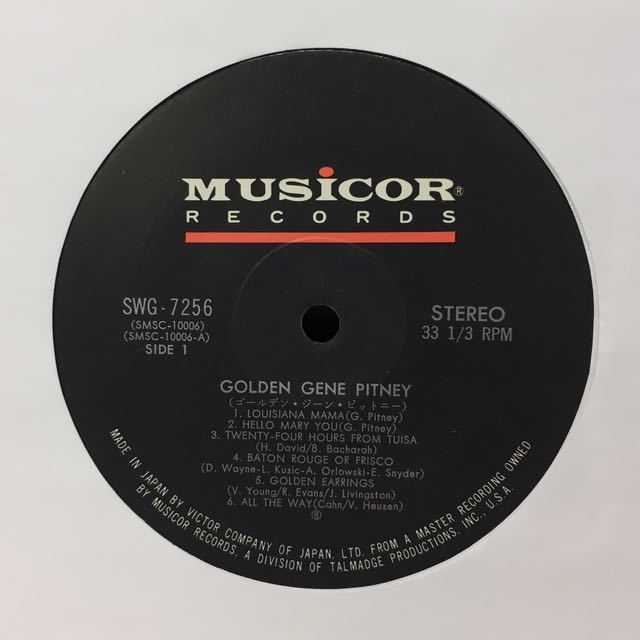 MUSICOR®
RECORDS
SWG-7256
(SMSC-10006)
(SMSC-10006-A)
SIDE 1
STEREO
33 1/3 RPM
GOLDEN GENE PITNEY
(ゴールデン・ジーン・ピットニー)
1. LOUISIANA MAMA(G. Pitney)
2. HELLO MARY YOU(G. Pitney)
3. TWENTY-FOUR HOURS FROM TUISA
(H. David/B. Bacharah)
4. BATON ROUGE OR FRISCO
(D. Wayne-L. Kusic-A. Orlowski-E. Snyder)
5. GOLDEN EARRINGS
(V. Young/R. Evans/J. Livingston)
6. ALL THE WAY(Cahn/V. Heusen)
Ⓡ
MADE IN JAPAN BY VICTOR COMPANY OF JAPAN, LTD. FROM A MASTER RECORDING OWNED
BY MUSICOR RECORDS, A DIVISION OF TALMADGE PRODUCTIONS, INC., U.S.A.